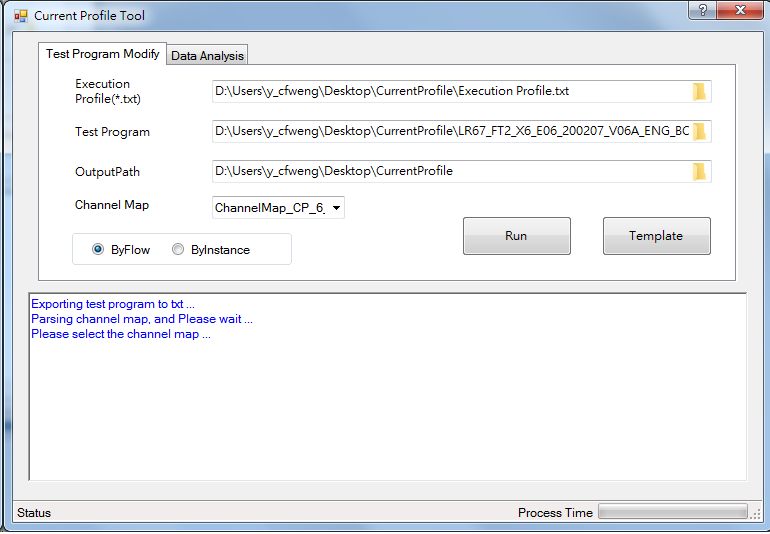 Current Profile Tool
Test Program Modify
Data Analysis
Execution
Profile(*.txt)
D:\Users\y_cfweng\Desktop\CurrentProfile\Execution Profile.txt
Test Program
D:\Users\y_cfweng\Desktop\CurrentProfile\LR67_FT2_X6_E06_200207_V06A_ENG_BC
OutputPath
D:\Users\y_cfweng\Desktop\CurrentProfile
Channel Map
ChannelMap_CP_6_
ByFlow
ByInstance
Run
Template
Exporting test program to txt ...
Parsing channel map, and Please wait ...
Please select the channel map ...
Status
Process Time